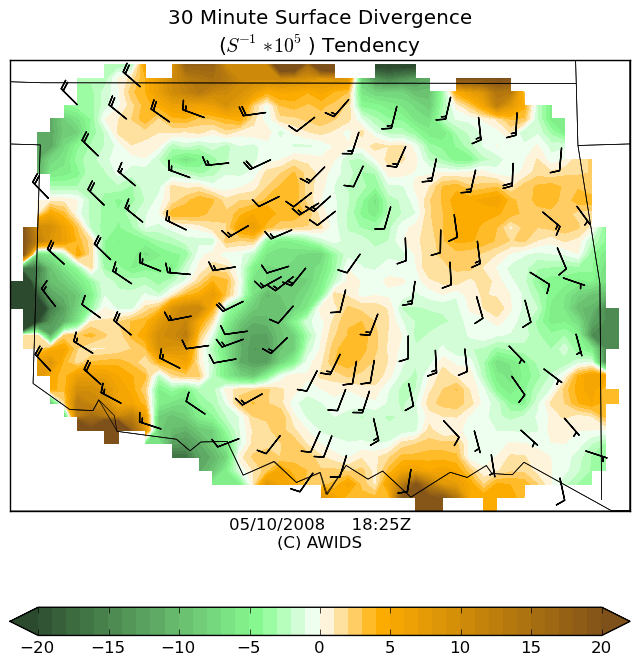 30 Minute Surface Divergence
(S⁻¹ * 10⁵ ) Tendency
05/10/2008 18:25Z
(C) AWIDS
−20 −15 −10 −5 0 5 10 15 20